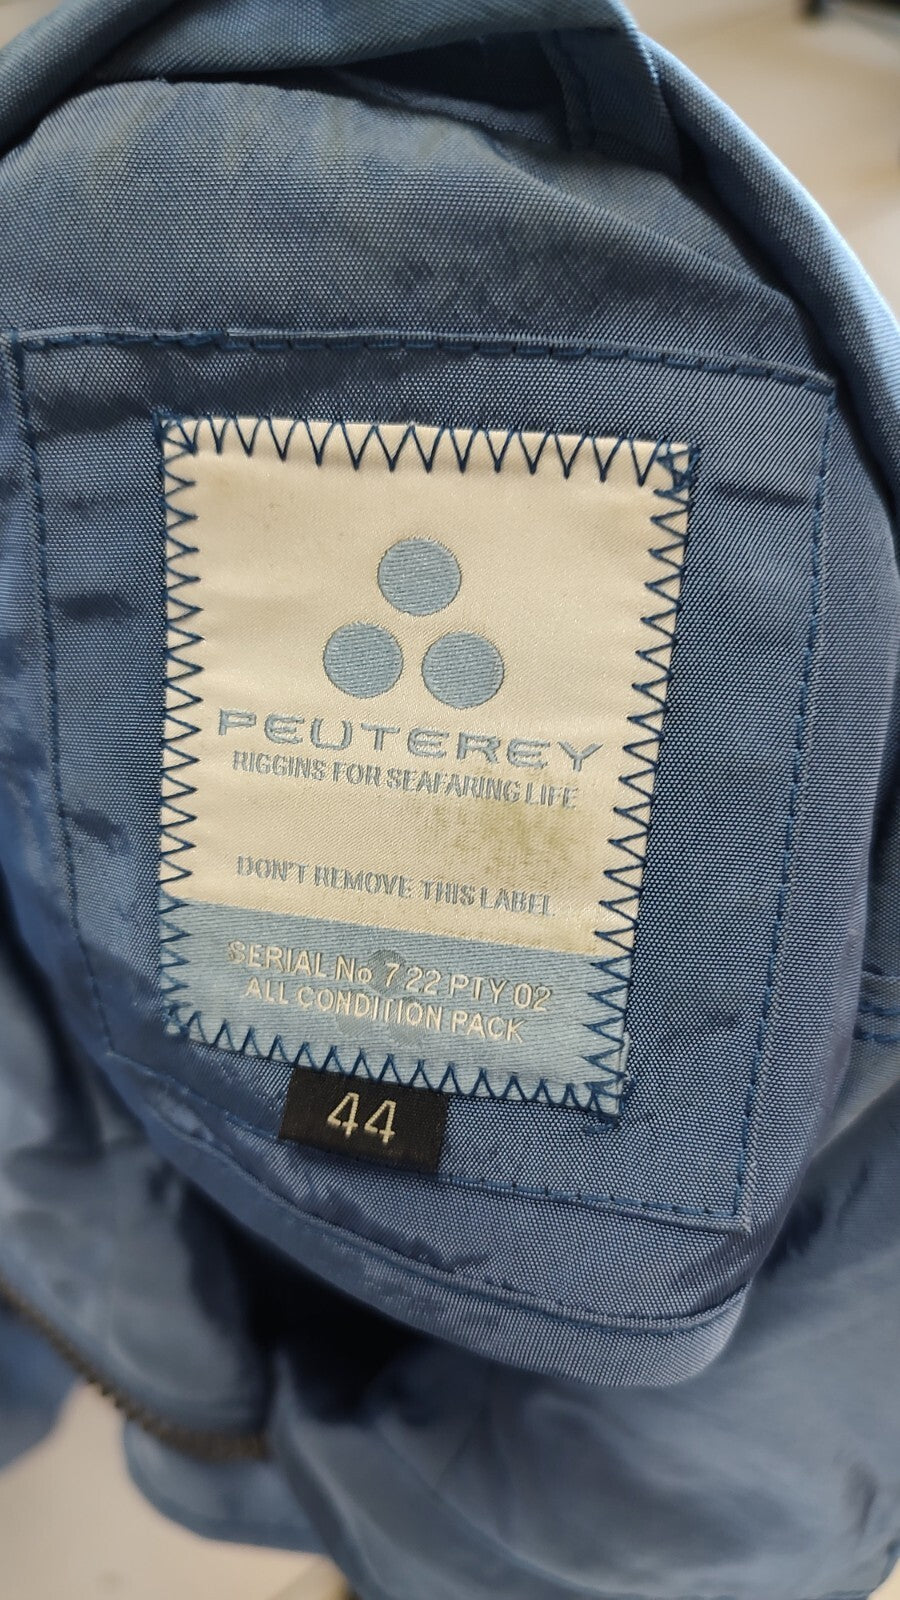 PEUTEREY
RIGGINS FOR SEAFARING LIFE
DON'T REMOVE THIS LABEL
SERIAL No 7 22 PTY 02
ALL CONDITION PACK
44